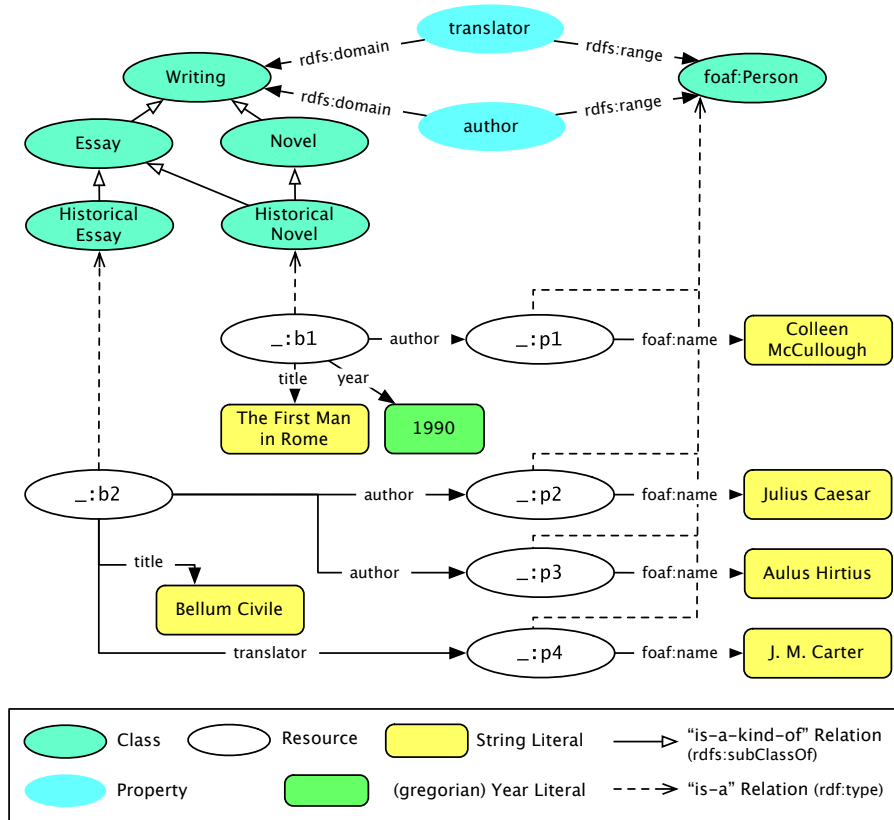 translator
rdfs:domain
rdfs:range
Writing
foaf:Person
rdfs:domain
rdfs:range
author
Essay
Novel
Historical
Essay
Historical
Novel
_:b1
author
_:p1
foaf:name
Colleen
McCullough
title
year
The First Man
in Rome
1990
_:b2
author
_:p2
foaf:name
Julius Caesar
title
author
_:p3
foaf:name
Aulus Hirtius
Bellum Civile
translator
_:p4
foaf:name
J. M. Carter
Class
Resource
String Literal
“is-a-kind-of” Relation
(rdfs:subClassOf)
Property
(gregorian) Year Literal
“is-a” Relation (rdf:type)